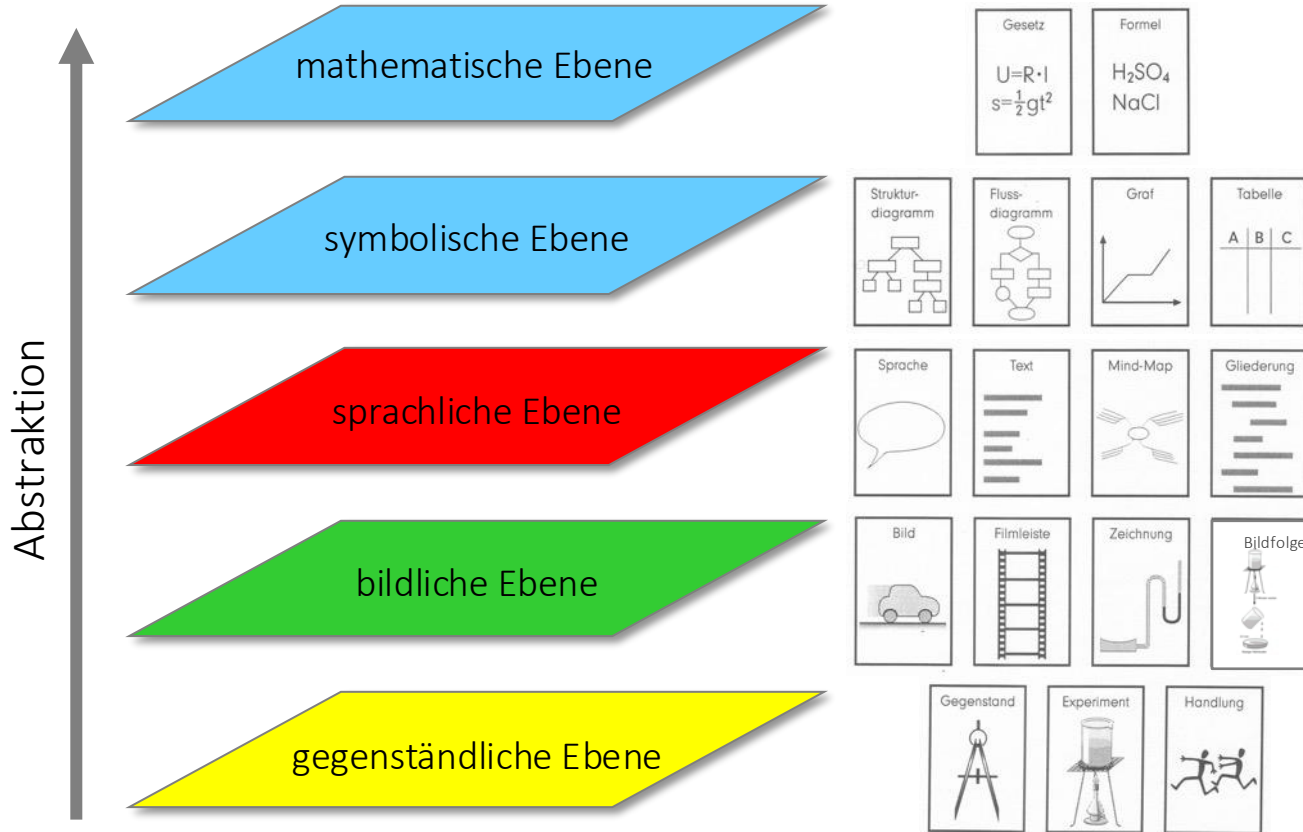 Abstraktion
mathematische Ebene
Gesetz
U=R·I
s=½gt²
Formel
H₂SO₄
NaCl
symbolische Ebene
Struktur-
diagramm
Fluss-
diagramm
Graf
Tabelle
A B C
sprachliche Ebene
Sprache
Text
Mind-Map
Gliederung
bildliche Ebene
Bild
Filmleiste
Zeichnung
Bildfolge
gegenständliche Ebene
Gegenstand
Experiment
Handlung